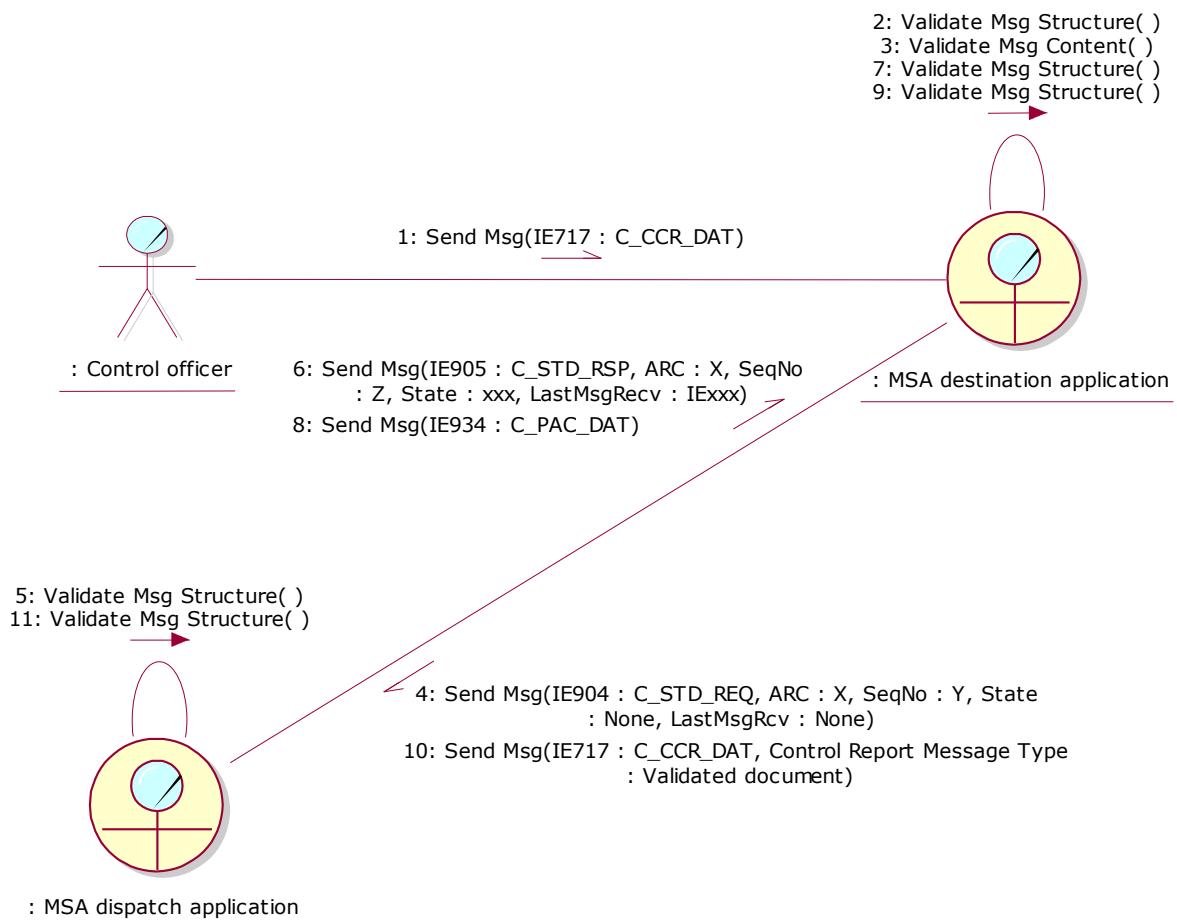 2: Validate Msg Structure( )
3: Validate Msg Content( )
7: Validate Msg Structure( )
9: Validate Msg Structure( )
1: Send Msg(IE717 : C_CCR_DAT)
: Control officer
6: Send Msg(IE905 : C_STD_RSP, ARC : X, SeqNo
: Z, State : xxx, LastMsgRecv : IExxx)
8: Send Msg(IE934 : C_PAC_DAT)
: MSA destination application
5: Validate Msg Structure( )
11: Validate Msg Structure( )
4: Send Msg(IE904 : C_STD_REQ, ARC : X, SeqNo : Y, State
: None, LastMsgRcv : None)
10: Send Msg(IE717 : C_CCR_DAT, Control Report Message Type
: Validated document)
: MSA dispatch application